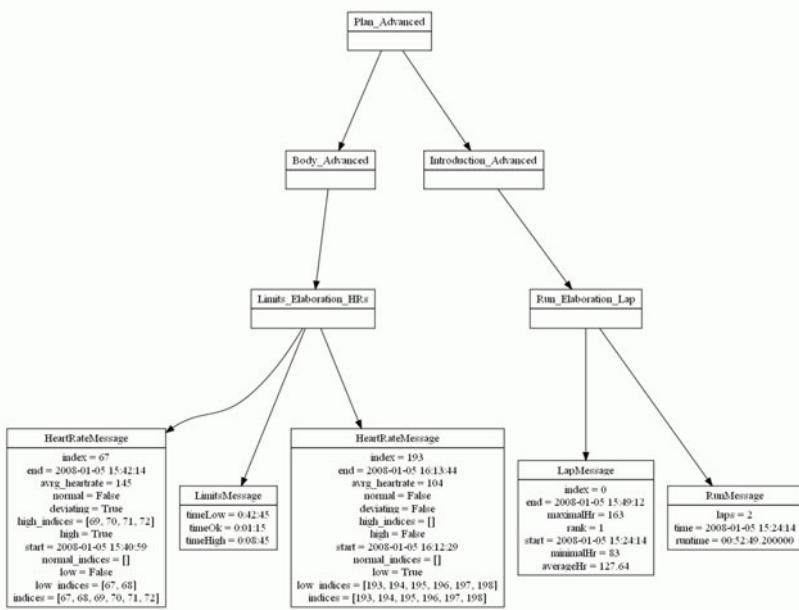 Plan_Advanced
Body_Advanced
Introduction_Advanced
Limits_Elaboration_HRs
Run_Elaboration_Lap
HeartRateMessage
index = 67
end = 2008-01-05 15:42:14
avrg_heartrate = 145
normal = False
deviating = True
high_indices = [69, 70, 71, 72]
high = True
start = 2008-01-05 15:40:59
normal_indices = []
low = False
low_indices = [67, 68]
indices = [67, 68, 69, 70, 71, 72]
LimitsMessage
timeLow = 0:42:45
timeOk = 0:01:15
timeHigh = 0:08:45
HeartRateMessage
index = 193
end = 2008-01-05 16:13:44
avrg_heartrate = 104
normal = False
deviating = False
high_indices = []
high = False
start = 2008-01-05 16:12:29
normal_indices = []
low = True
low_indices = [193, 194, 195, 196, 197, 198]
indices = [193, 194, 195, 196, 197, 198]
LapMessage
index = 0
end = 2008-01-05 15:49:12
maximalHr = 163
rank = 1
start = 2008-01-05 15:24:14
minimalHr = 83
averageHr = 127.64
RunMessage
laps = 2
time = 2008-01-05 15:24:14
runtime = 00:52:49.200000